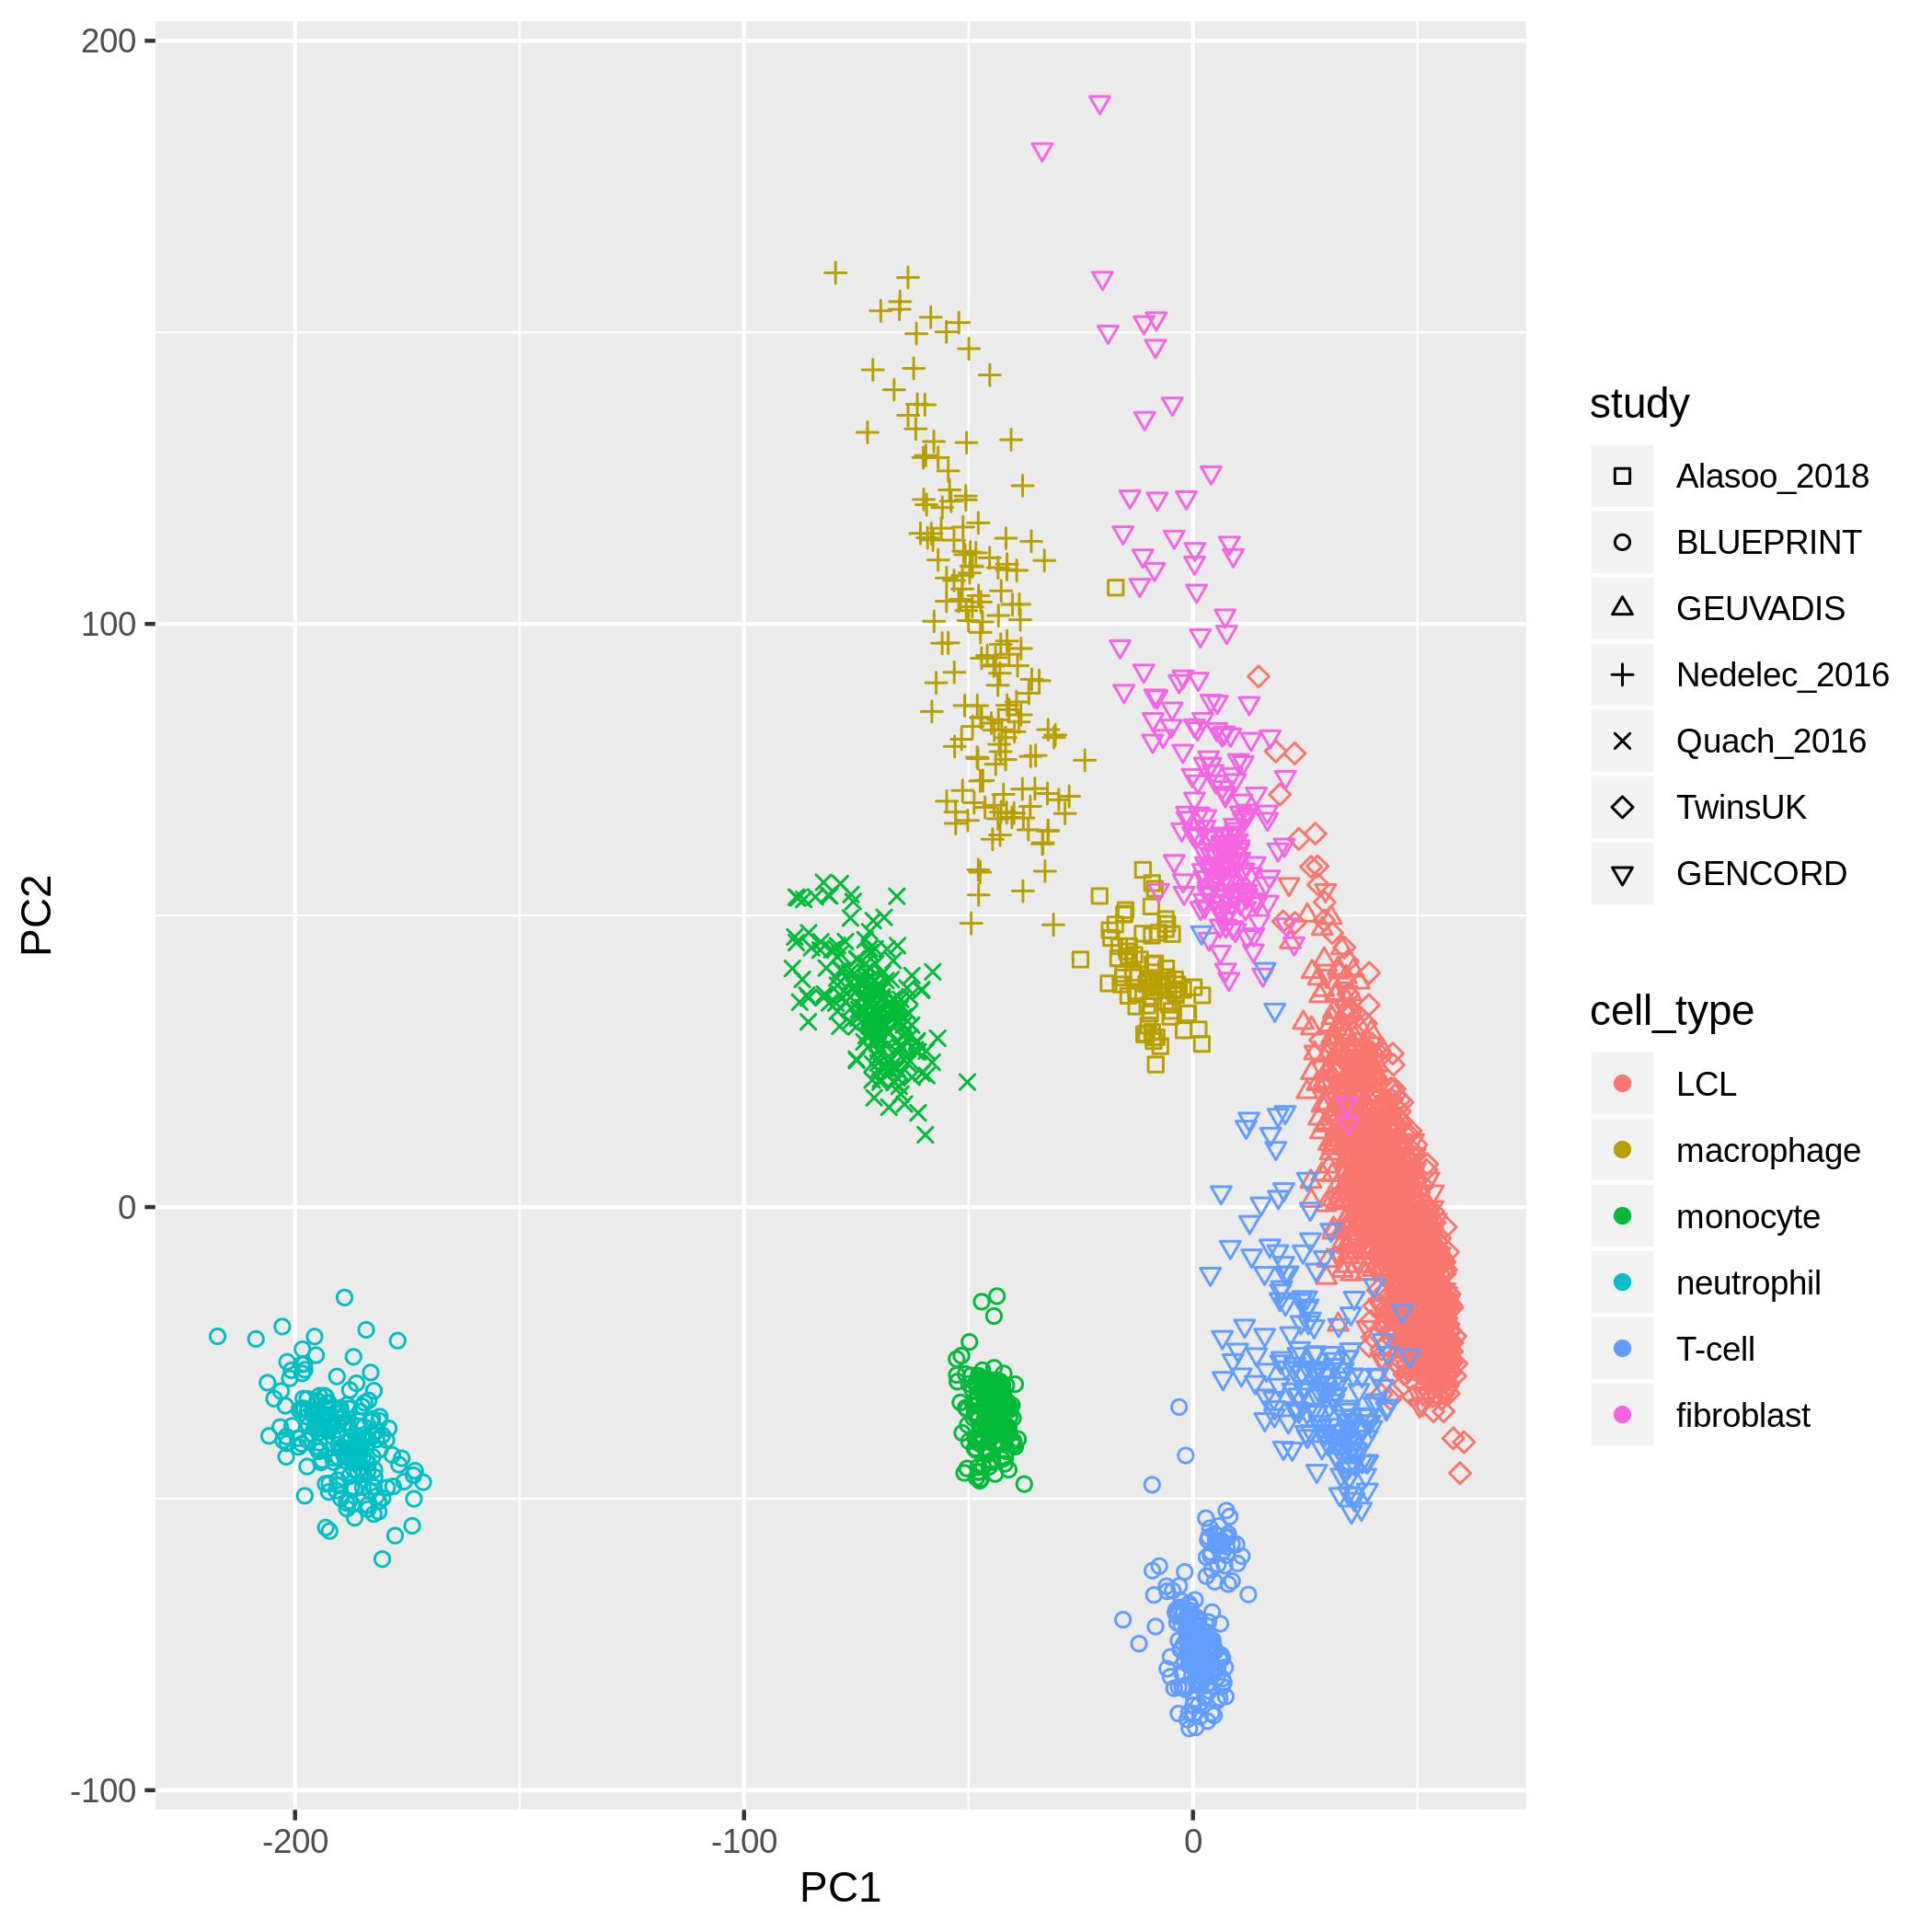 200
100
0
-100
PC2
-200
-100
0
PC1
study
Alasoo_2018
BLUEPRINT
GEUVADIS
Nedelec_2016
Quach_2016
TwinsUK
GENCORD
cell_type
LCL
macrophage
monocyte
neutrophil
T-cell
fibroblast